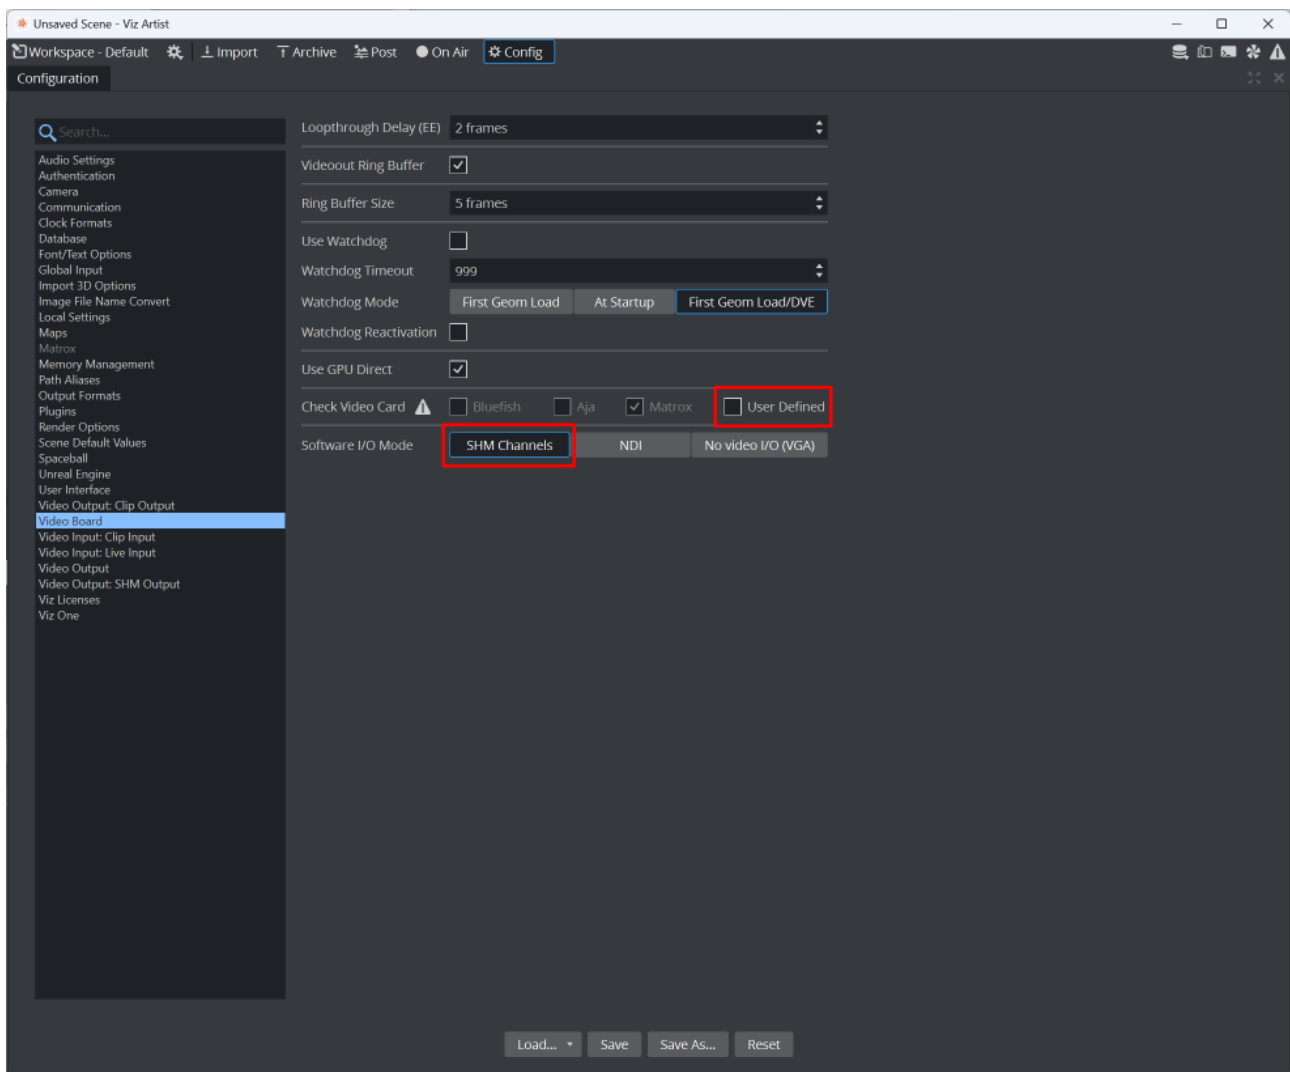 Unsaved Scene - Viz Artist
Workspace - Default Import Archive Post On Air Config
Configuration
Search...
Audio Settings
Authentication
Camera
Communication
Clock Formats
Database
Font/Text Options
Global Input
Import 3D Options
Image File Name Convert
Local Settings
Maps
Matrox
Memory Management
Path Aliases
Output Formats
Plugins
Render Options
Scene Default Values
Spaceball
Unreal Engine
User Interface
Video Output: Clip Output
Video Board
Video Input: Clip Input
Video Input: Live Input
Video Output
Video Output: SHM Output
Viz Licenses
Viz One
Loopthrough Delay (EE) 2 frames
Videoout Ring Buffer
Ring Buffer Size 5 frames
Use Watchdog
Watchdog Timeout 999
Watchdog Mode First Geom Load At Startup First Geom Load/DVE
Watchdog Reactivation
Use GPU Direct
Check Video Card Bluefish Aja Matrox User Defined
Software I/O Mode SHM Channels NDI No video I/O (VGA)
Load... Save Save As... Reset